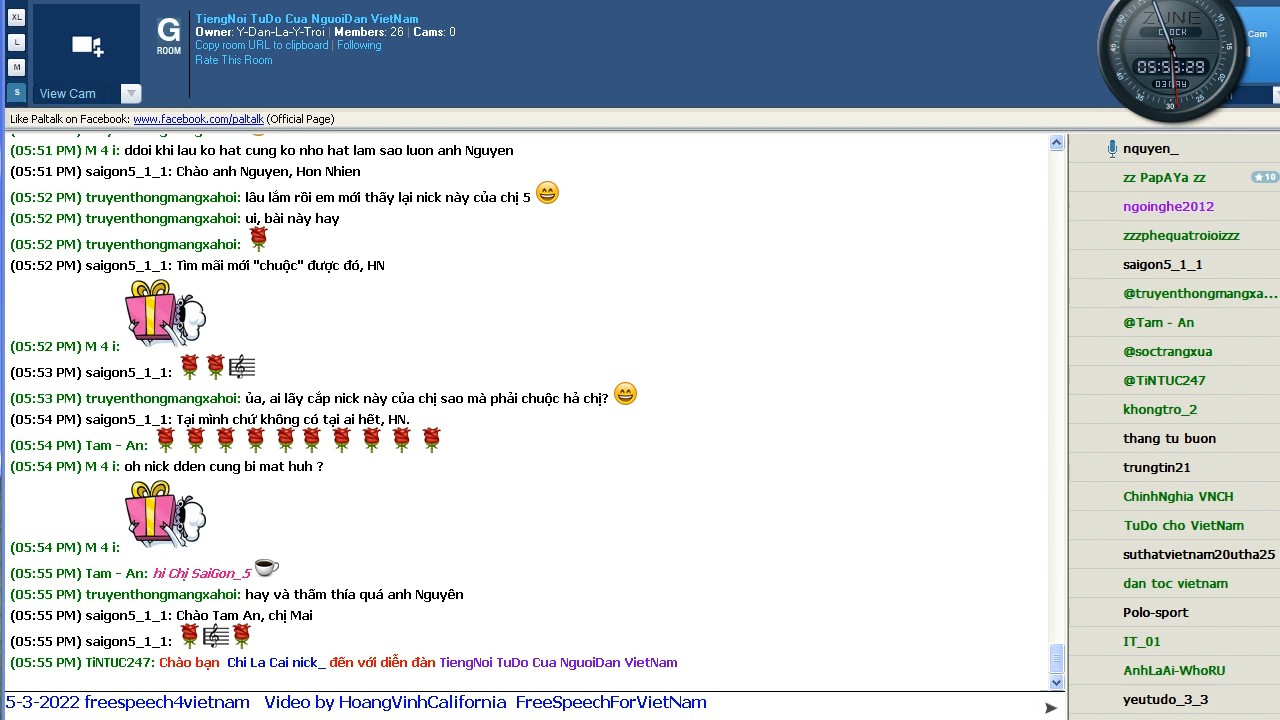 XL
L
M
S
View Cam
G
ROOM
TiengNoi TuDo Cua NguoiDan VietNam
Owner: Y-Dan-La-Y-Troi | Members: 26 | Cams: 0
Copy room URL to clipboard | Following
Rate This Room
ZUNE
CLOCK
05:55:29
03MAY
Cam
Like Paltalk on Facebook: www.facebook.com/paltalk (Official Page)
(05:51 PM) M 4 i: ddoi khi lau ko hat cung ko nho hat lam sao luon anh Nguyen
(05:51 PM) saigon5_1_1: Chào anh Nguyen, Hon Nhien
(05:52 PM) truyenthongmangxahoi: lâu lắm rồi em mới thấy lại nick này của chị 5
(05:52 PM) truyenthongmangxahoi: ui, bài này hay
(05:52 PM) truyenthongmangxahoi:
(05:52 PM) saigon5_1_1: Tìm mãi mới "chuộc" được đó, HN
(05:52 PM) M 4 i:
(05:53 PM) saigon5_1_1:
(05:53 PM) truyenthongmangxahoi: ủa, ai lấy cắp nick này của chị sao mà phải chuộc hả chị?
(05:54 PM) saigon5_1_1: Tại mình chứ không có tại ai hết, HN.
(05:54 PM) Tam - An:
(05:54 PM) M 4 i: oh nick dden cung bi mat huh ?
(05:54 PM) M 4 i:
(05:55 PM) Tam - An: hi Chị SaiGon_5
(05:55 PM) truyenthongmangxahoi: hay và thấm thía quá anh Nguyên
(05:55 PM) saigon5_1_1: Chào Tam An, chị Mai
(05:55 PM) saigon5_1_1:
(05:55 PM) TiNTUC247: Chào bạn Chi La Cai nick_ đến với diễn đàn TiengNoi TuDo Cua NguoiDan VietNam
nquyen_
zz PapAYa zz
10
ngoinghe2012
zzzphequatroioizzz
saigon5_1_1
@truyenthongmangxa...
@Tam - An
@soctrangxua
@TiNTUC247
khongtro_2
thang tu buon
trungtin21
ChinhNghia VNCH
TuDo cho VietNam
suthatvietnam20utha25
dan toc vietnam
Polo-sport
IT_01
AnhLaAi-WhoRU
yeutudo_3_3
5-3-2022 freespeech4vietnam Video by HoangVinhCalifornia FreeSpeechForVietNam